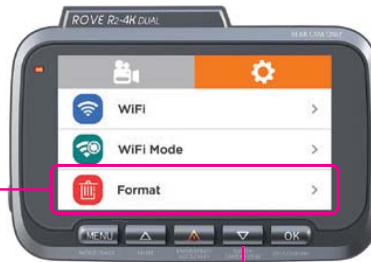 ROVE R2-4K DUAL
REAR CAM ONLY
WiFi
WiFi Mode
Format
MENU
OK